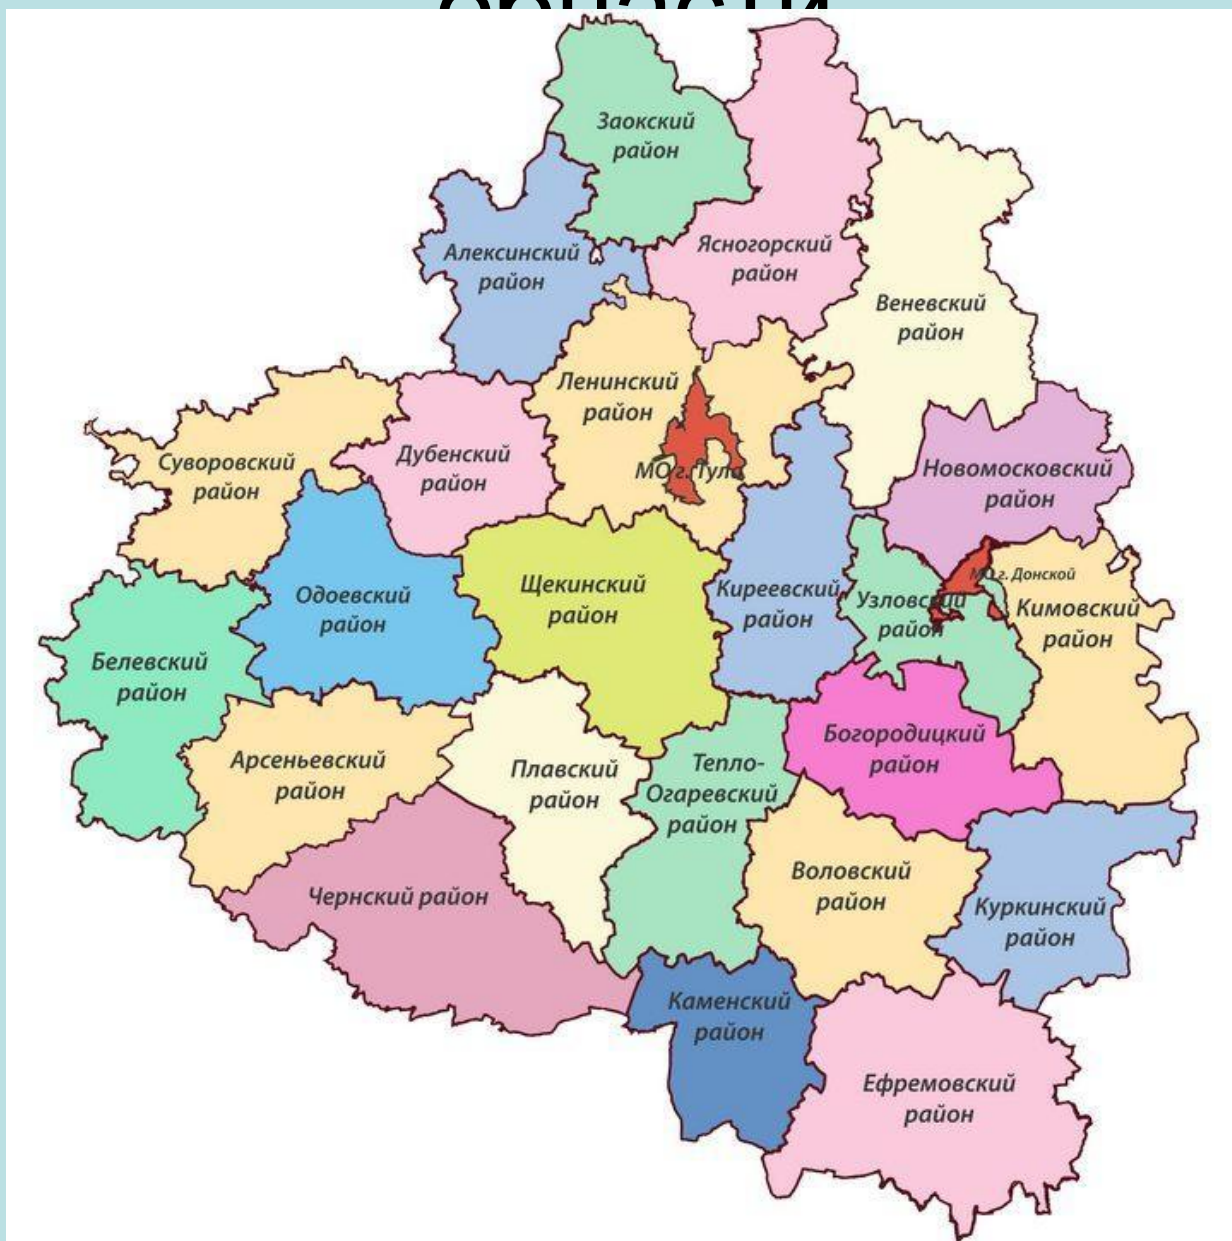 области
Заокский
район
Ясногорский
район
Алексинский
район
Веневский
район
Ленинский
район
МО г. Тула
Суворовский
район
Дубенский
район
Новомосковский
район
Одоевский
район
Щекинский
район
Киреевский
район
Узловский
район
МО г. Донской
Кимовский
район
Белевский
район
Арсеньевский
район
Плавский
район
Тепло-
Огаревский
район
Богородицкий
район
Чернский район
Воловский
район
Куркинский
район
Каменский
район
Ефремовский
район